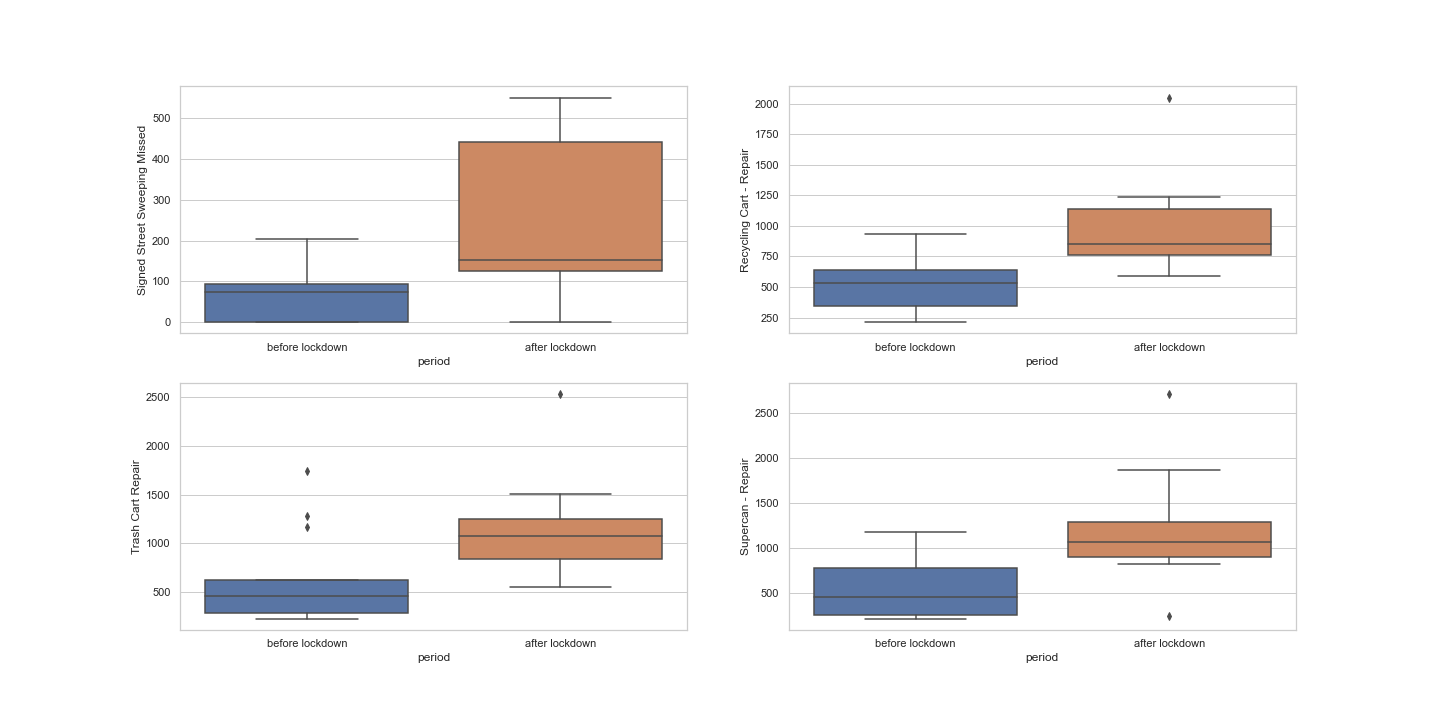 Signed Street Sweeping Missed
500
400
300
200
100
0
before lockdown
after lockdown
period
Recycling Cart - Repair
2000
1750
1500
1250
1000
750
500
250
before lockdown
after lockdown
period
Trash Cart Repair
2500
2000
1500
1000
500
before lockdown
after lockdown
period
Supercan - Repair
2500
2000
1500
1000
500
before lockdown
after lockdown
period